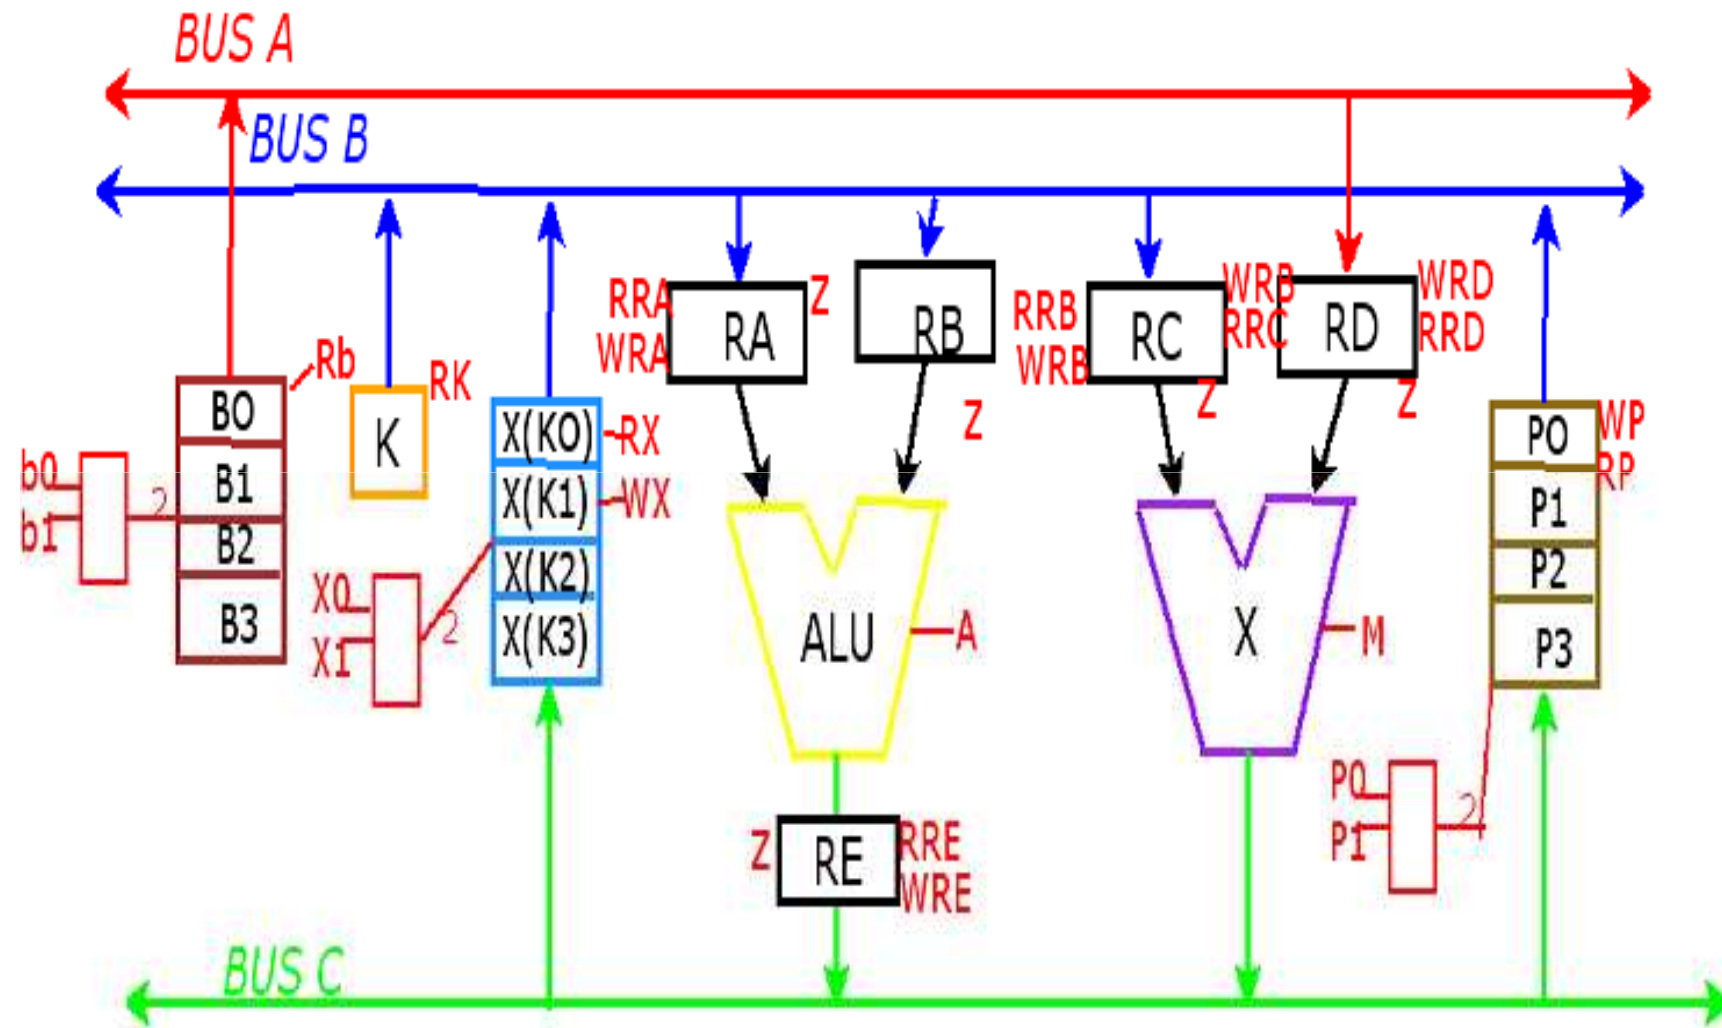 BUS A
BUS B
Rb
RK
B0
B1
B2
B3
b0
b1
2
K
X(K0)
X(K1)
X(K2)
X(K3)
RX
WX
X0
X1
2
RRA
WRA
RA
Z
RB
Z
RRB
WRB
RC
WRB
RRC
Z
RD
WRD
RRD
Z
ALU
A
X
M
P0
P1
P2
P3
WP
RP
P0
P1
2
Z
RE
RRE
WRE
BUS C